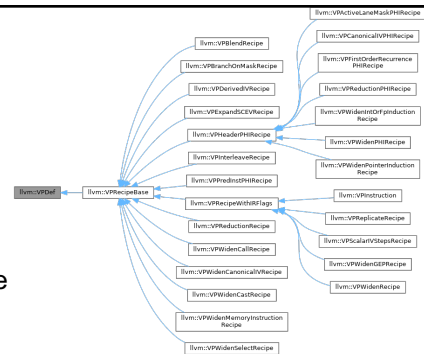 llvm::VPActiveLaneMaskPHIRecipe
llvm::VPCanonicalIVPHIRecipe
llvm::VPFirstOrderRecurrence
PHIRecipe
llvm::VPReductionPHIRecipe
llvm::VPWidenIntOrFpInduction
Recipe
llvm::VPWidenPHIRecipe
llvm::VPWidenPointerInduction
Recipe
llvm::VPBlendRecipe
llvm::VPBranchOnMaskRecipe
llvm::VPDerivedIVRecipe
llvm::VPExpandSCEVRecipe
llvm::VPHeaderPHIRecipe
llvm::VPInterleaveRecipe
llvm::VPPredInstPHIRecipe
llvm::VPDef
llvm::VPRecipeBase
llvm::VPRecipeWithIRFlags
llvm::VPInstruction
llvm::VPReplicateRecipe
llvm::VPScalarIVStepsRecipe
llvm::VPWidenGEPRecipe
llvm::VPWidenRecipe
llvm::VPReductionRecipe
llvm::VPWidenCallRecipe
llvm::VPWidenCanonicalIVRecipe
e
llvm::VPWidenCastRecipe
llvm::VPWidenMemoryInstruction
Recipe
llvm::VPWidenSelectRecipe